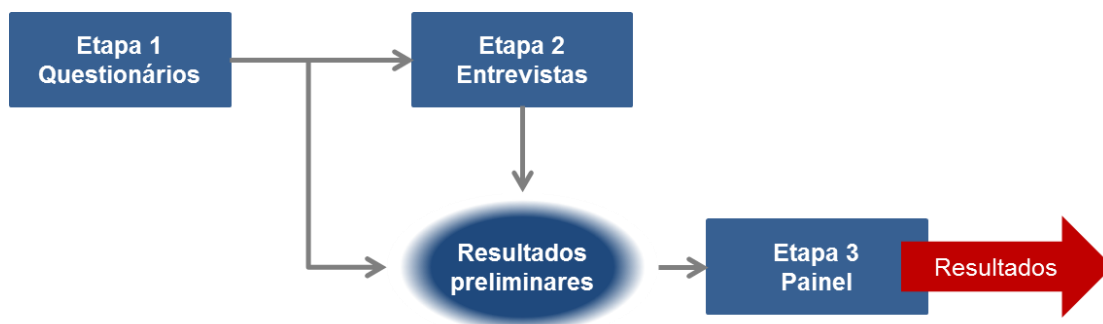 Etapa 1
Questionários
Etapa 2
Entrevistas
Resultados
preliminares
Etapa 3
Painel
Resultados